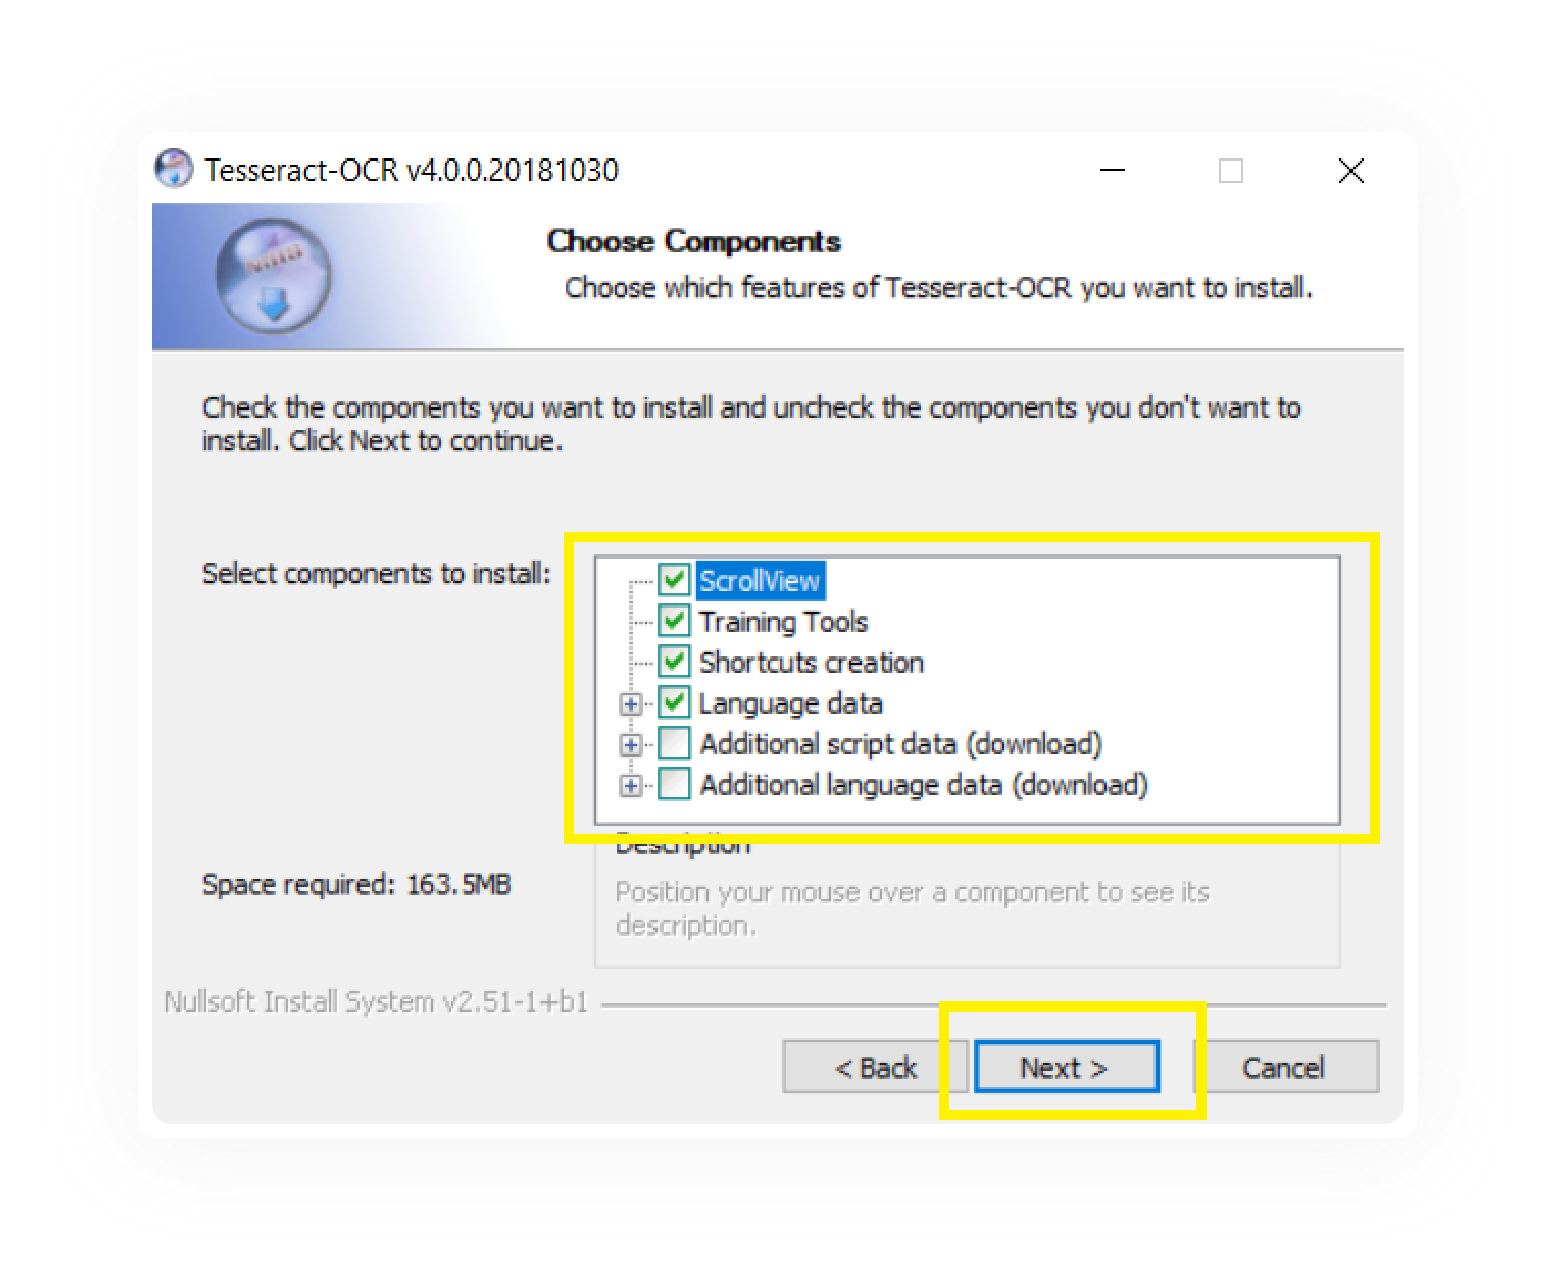 Tesseract-OCR v4.0.0.20181030
Choose Components
Choose which features of Tesseract-OCR you want to install.
Check the components you want to install and uncheck the components you don't want to
install. Click Next to continue.
Select components to install:
ScrollView
Training Tools
Shortcuts creation
Language data
Additional script data (download)
Additional language data (download)
Description
Space required: 163.5MB
Position your mouse over a component to see its
description.
Nullsoft Install System v2.51-1+b1
< Back
Next >
Cancel